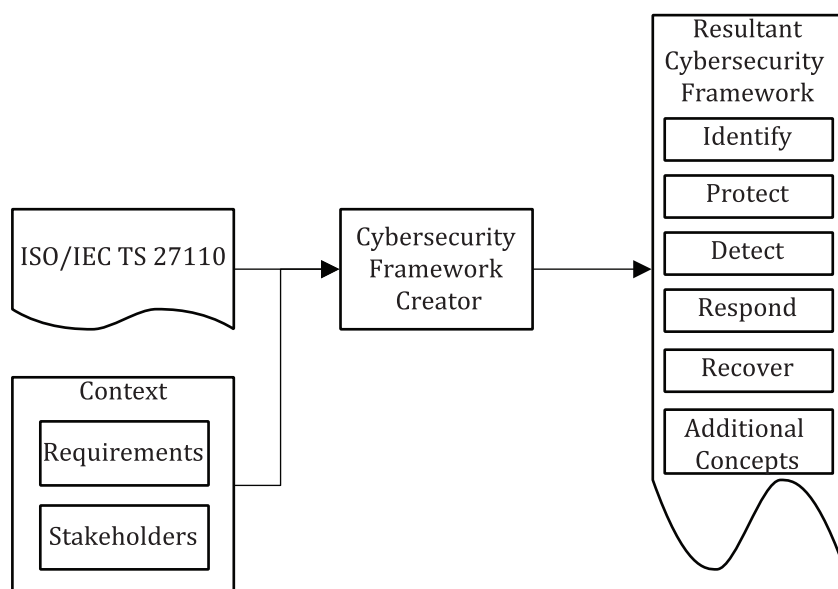 ISO/IEC TS 27110
Context
Requirements
Stakeholders
Cybersecurity
Framework
Creator
Resultant
Cybersecurity
Framework
Identify
Protect
Detect
Respond
Recover
Additional
Concepts